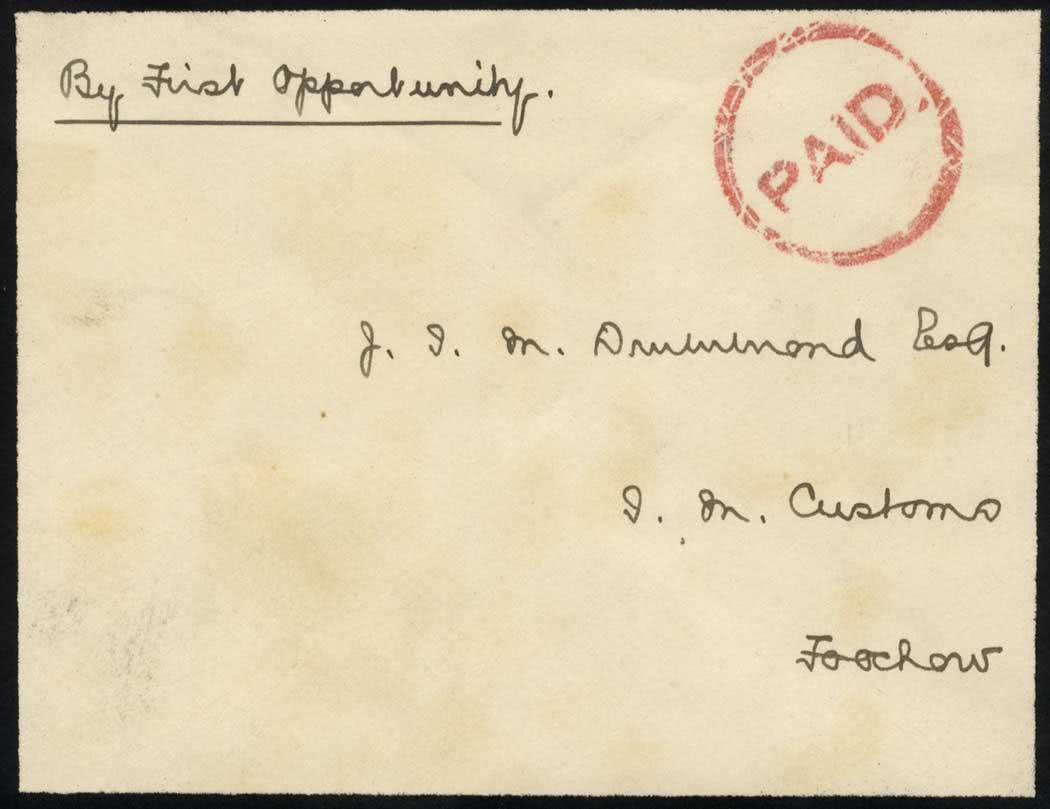 By First Opportunity.
PAID.
J. I. M. Drummond Esq.
I. M. Customs
Foochow